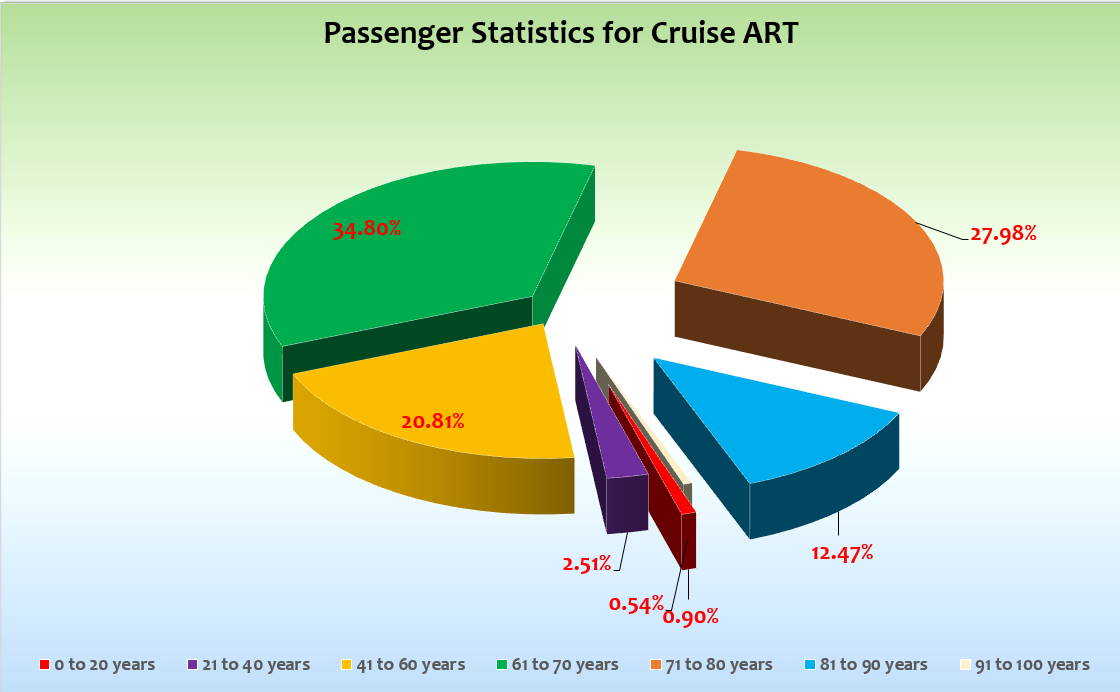 Passenger Statistics for Cruise ART
34.80%
27.98%
20.81%
12.47%
2.51%
0.54%
0.90%
0 to 20 years
21 to 40 years
41 to 60 years
61 to 70 years
71 to 80 years
81 to 90 years
91 to 100 years